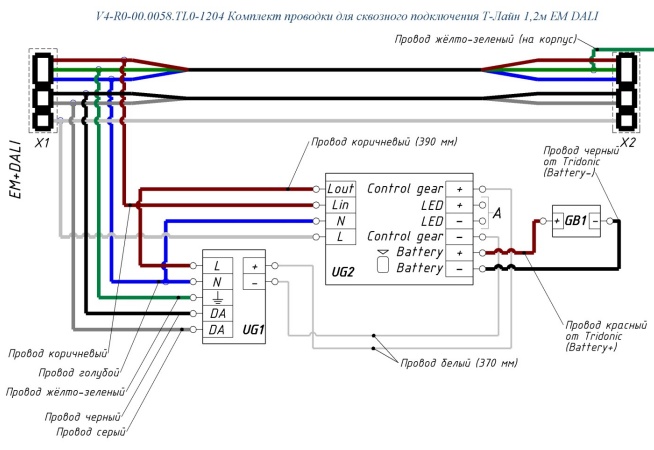 V4-R0-00.0058.TL0-1204 Комплект проводки для сквозного подключения Т-Лайн 1,2м EM DALI
Провод жёлто-зеленый (на корпус)
X1
X2
EM+DALI
Провод коричневый (390 мм)
Провод черный
от Tridonic
(Battery-)
Lout
Control gear +
Lin
LED +
A
N
LED -
L
Control gear -
Battery +
Battery -
UG2
+ GB1 -
L
+
N
-
DA
DA
UG1
Провод красный
от Tridonic
(Battery+)
Провод коричневый
Провод белый (370 мм)
Провод голубой
Провод жёлто-зеленый
Провод черный
Провод серый